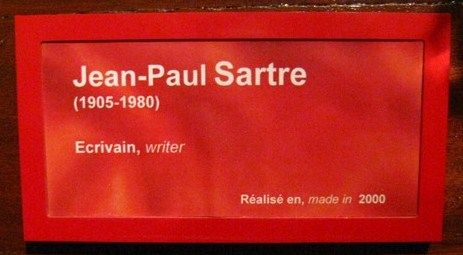 Jean-Paul Sartre
(1905-1980)
Ecrivain, writer
Réalisé en, made in 2000